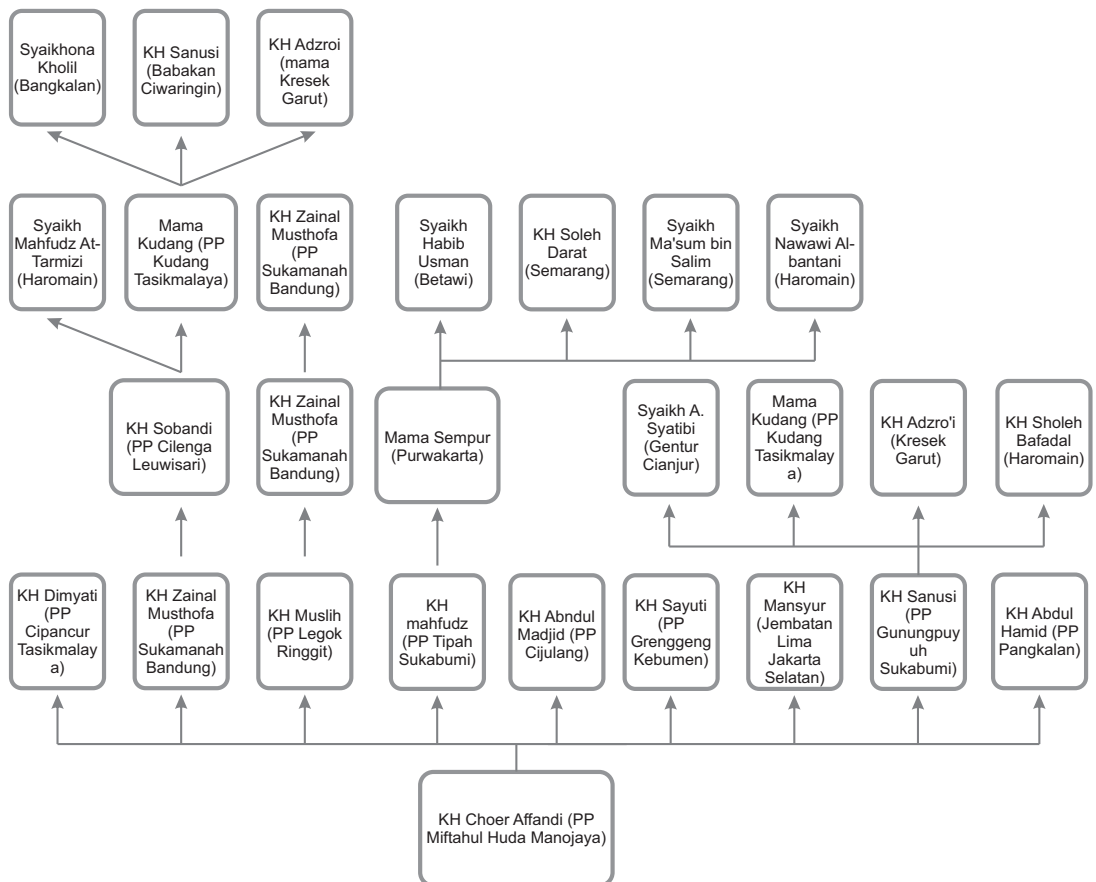 Syaikhona
Kholil
(Bangkalan)
KH Sanusi
(Babakan
Ciwaringin)
KH Adzroi
(mama
Kresek
Garut)
Syaikh
Mahfudz At-
Tarmizi
(Haromain)
Mama
Kudang (PP
Kudang
Tasikmalaya)
KH Zainal
Musthofa
(PP
Sukamanah
Bandung)
Syaikh
Habib
Usman
(Betawi)
KH Soleh
Darat
(Semarang)
Syaikh
Ma'sum bin
Salim
(Semarang)
Syaikh
Nawawi Al-
bantani
(Haromain)
KH Sobandi
(PP Cilenga
Leuwisari)
KH Zainal
Musthofa
(PP
Sukamanah
Bandung)
Mama Sempur
(Purwakarta)
Syaikh A.
Syatibi
(Gentur
Cianjur)
Mama
Kudang (PP
Kudang
Tasikmalay
a)
KH Adzro'i
(Kresek
Garut)
KH Sholeh
Bafadal
(Haromain)
KH Dimyati
(PP
Cipancur
Tasikmalay
a)
KH Zainal
Musthofa
(PP
Sukamanah
Bandung)
KH Muslih
(PP Legok
Ringgit)
KH
mahfudz
(PP Tipah
Sukabumi)
KH Abndul
Madjid (PP
Cijulang)
KH Sayuti
(PP
Grenggeng
Kebumen)
KH
Mansyur
(Jembatan
Lima
Jakarta
Selatan)
KH Sanusi
(PP
Gunungpuy
uh
Sukabumi)
KH Abdul
Hamid (PP
Pangkalan)
KH Choer Affandi (PP
Miftahul Huda Manojaya)